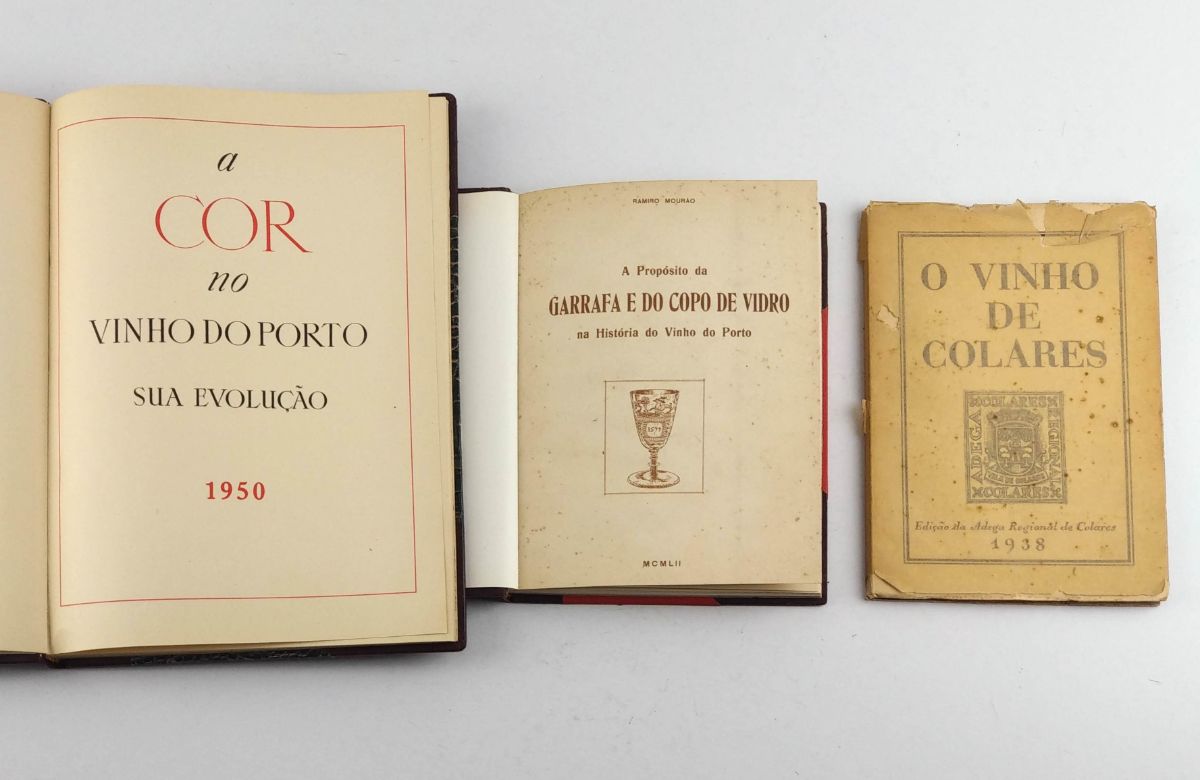 a
COR
no
VINHO DO PORTO
SUA EVOLUÇÃO
1950
RAMIRO MOURÃO
A Propósito da
GARRAFA E DO COPO DE VIDRO
na História do Vinho do Porto
MCMLII
O VINHO
DE
COLARES
COLARES
ADEGA
REGIONAL
COLARES
Edição da Adega Regional de Colares
1938